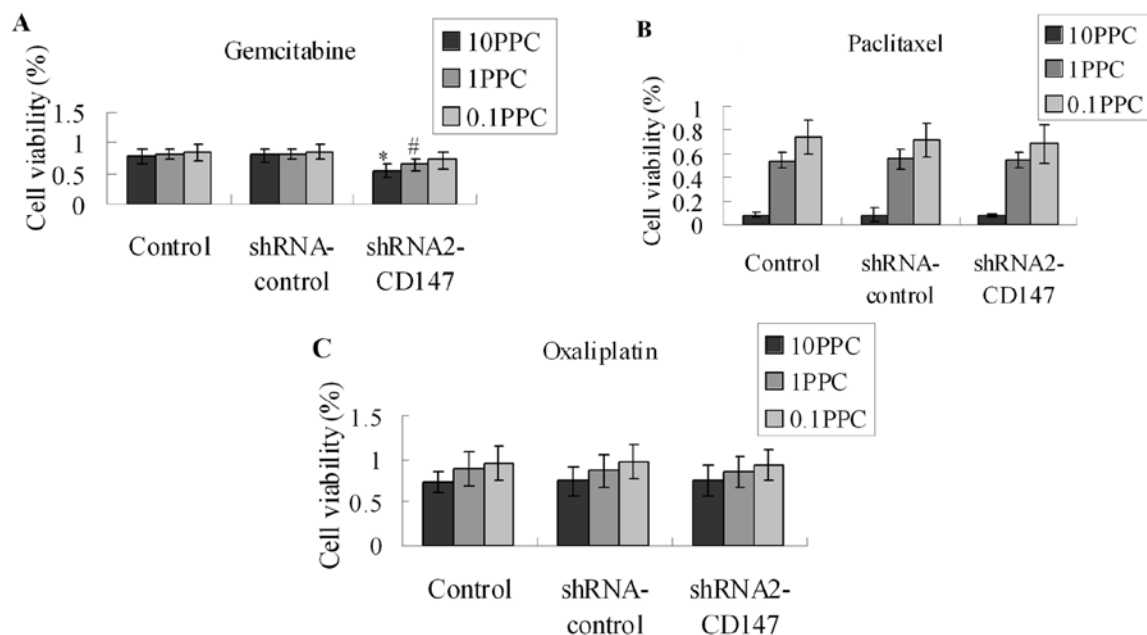 A
Gemcitabine
10PPC
1PPC
0.1PPC
Cell viability (%)
1.5
1
0.5
0
*
#
Control
shRNA-
control
shRNA2-
CD147
B
Paclitaxel
10PPC
1PPC
0.1PPC
Cell viability (%)
1
0.8
0.6
0.4
0.2
0
Control
shRNA-
control
shRNA2-
CD147
C
Oxaliplatin
10PPC
1PPC
0.1PPC
Cell viability (%)
1.5
1
0.5
0
Control
shRNA-
control
shRNA2-
CD147